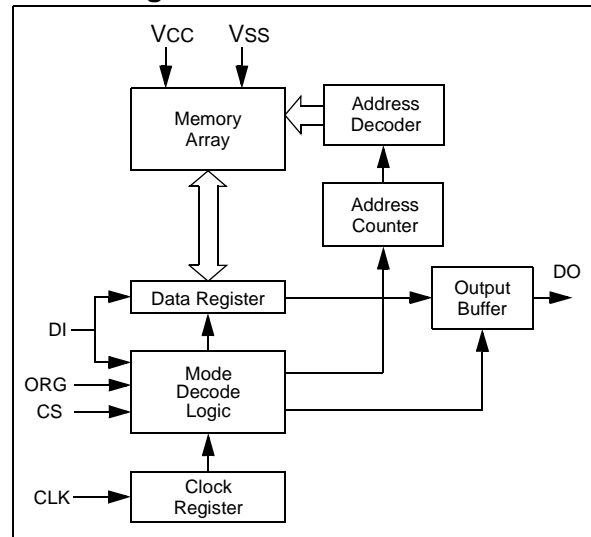 VCC VSS
Memory
Array
Address
Decoder
Address
Counter
Data Register
Output
Buffer
DO
DI
ORG
CS
Mode
Decode
Logic
CLK
Clock
Register